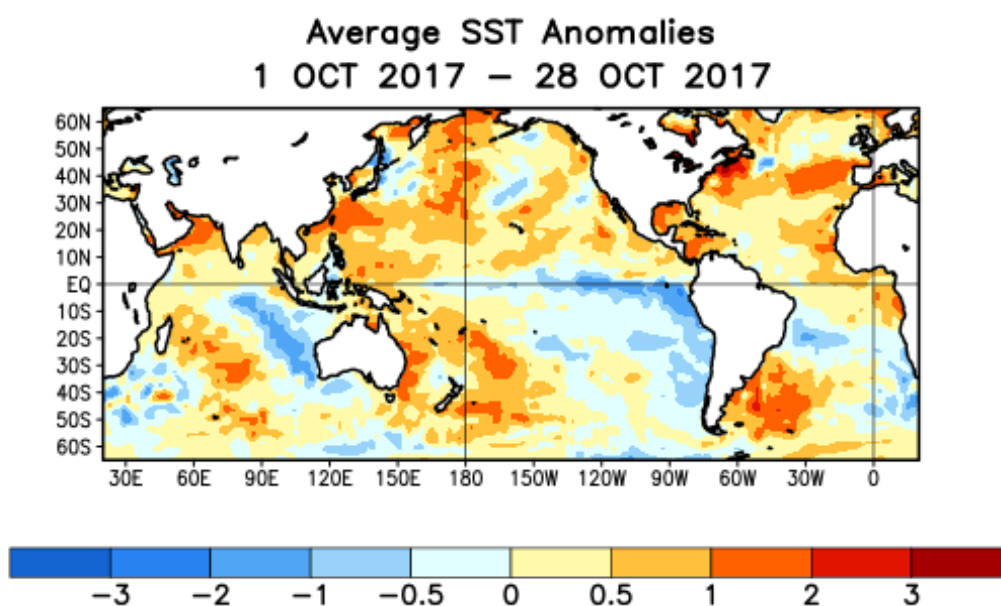 Average SST Anomalies
1 OCT 2017 – 28 OCT 2017
60N
50N
40N
30N
20N
10N
EQ
10S
20S
30S
40S
50S
60S
30E 60E 90E 120E 150E 180 150W 120W 90W 60W 30W 0
−3 −2 −1 −0.5 0 0.5 1 2 3